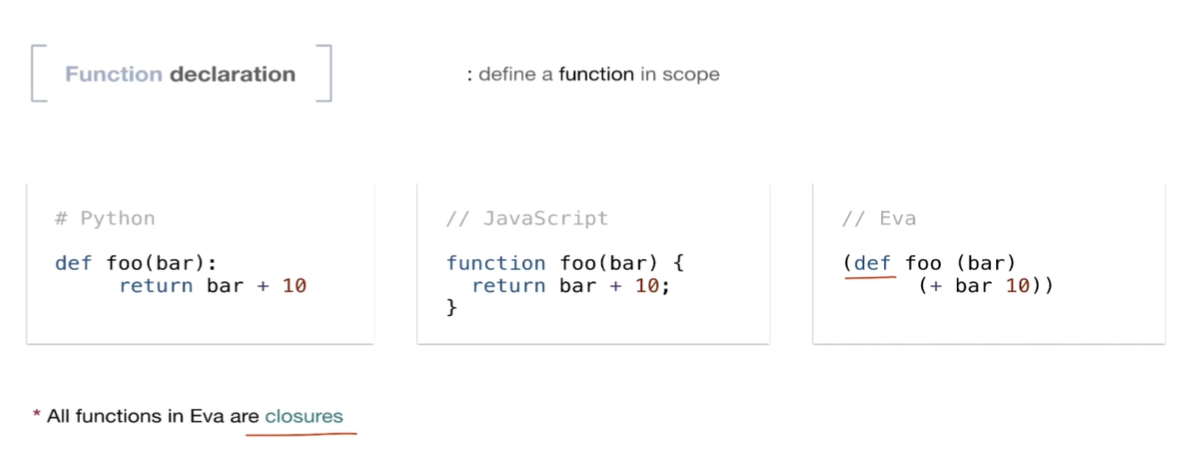 Function declaration
: define a function in scope
# Python
def foo(bar):
     return bar + 10
// JavaScript
function foo(bar) {
  return bar + 10;
}
// Eva
(def foo (bar)
      (+ bar 10))
* All functions in Eva are closures